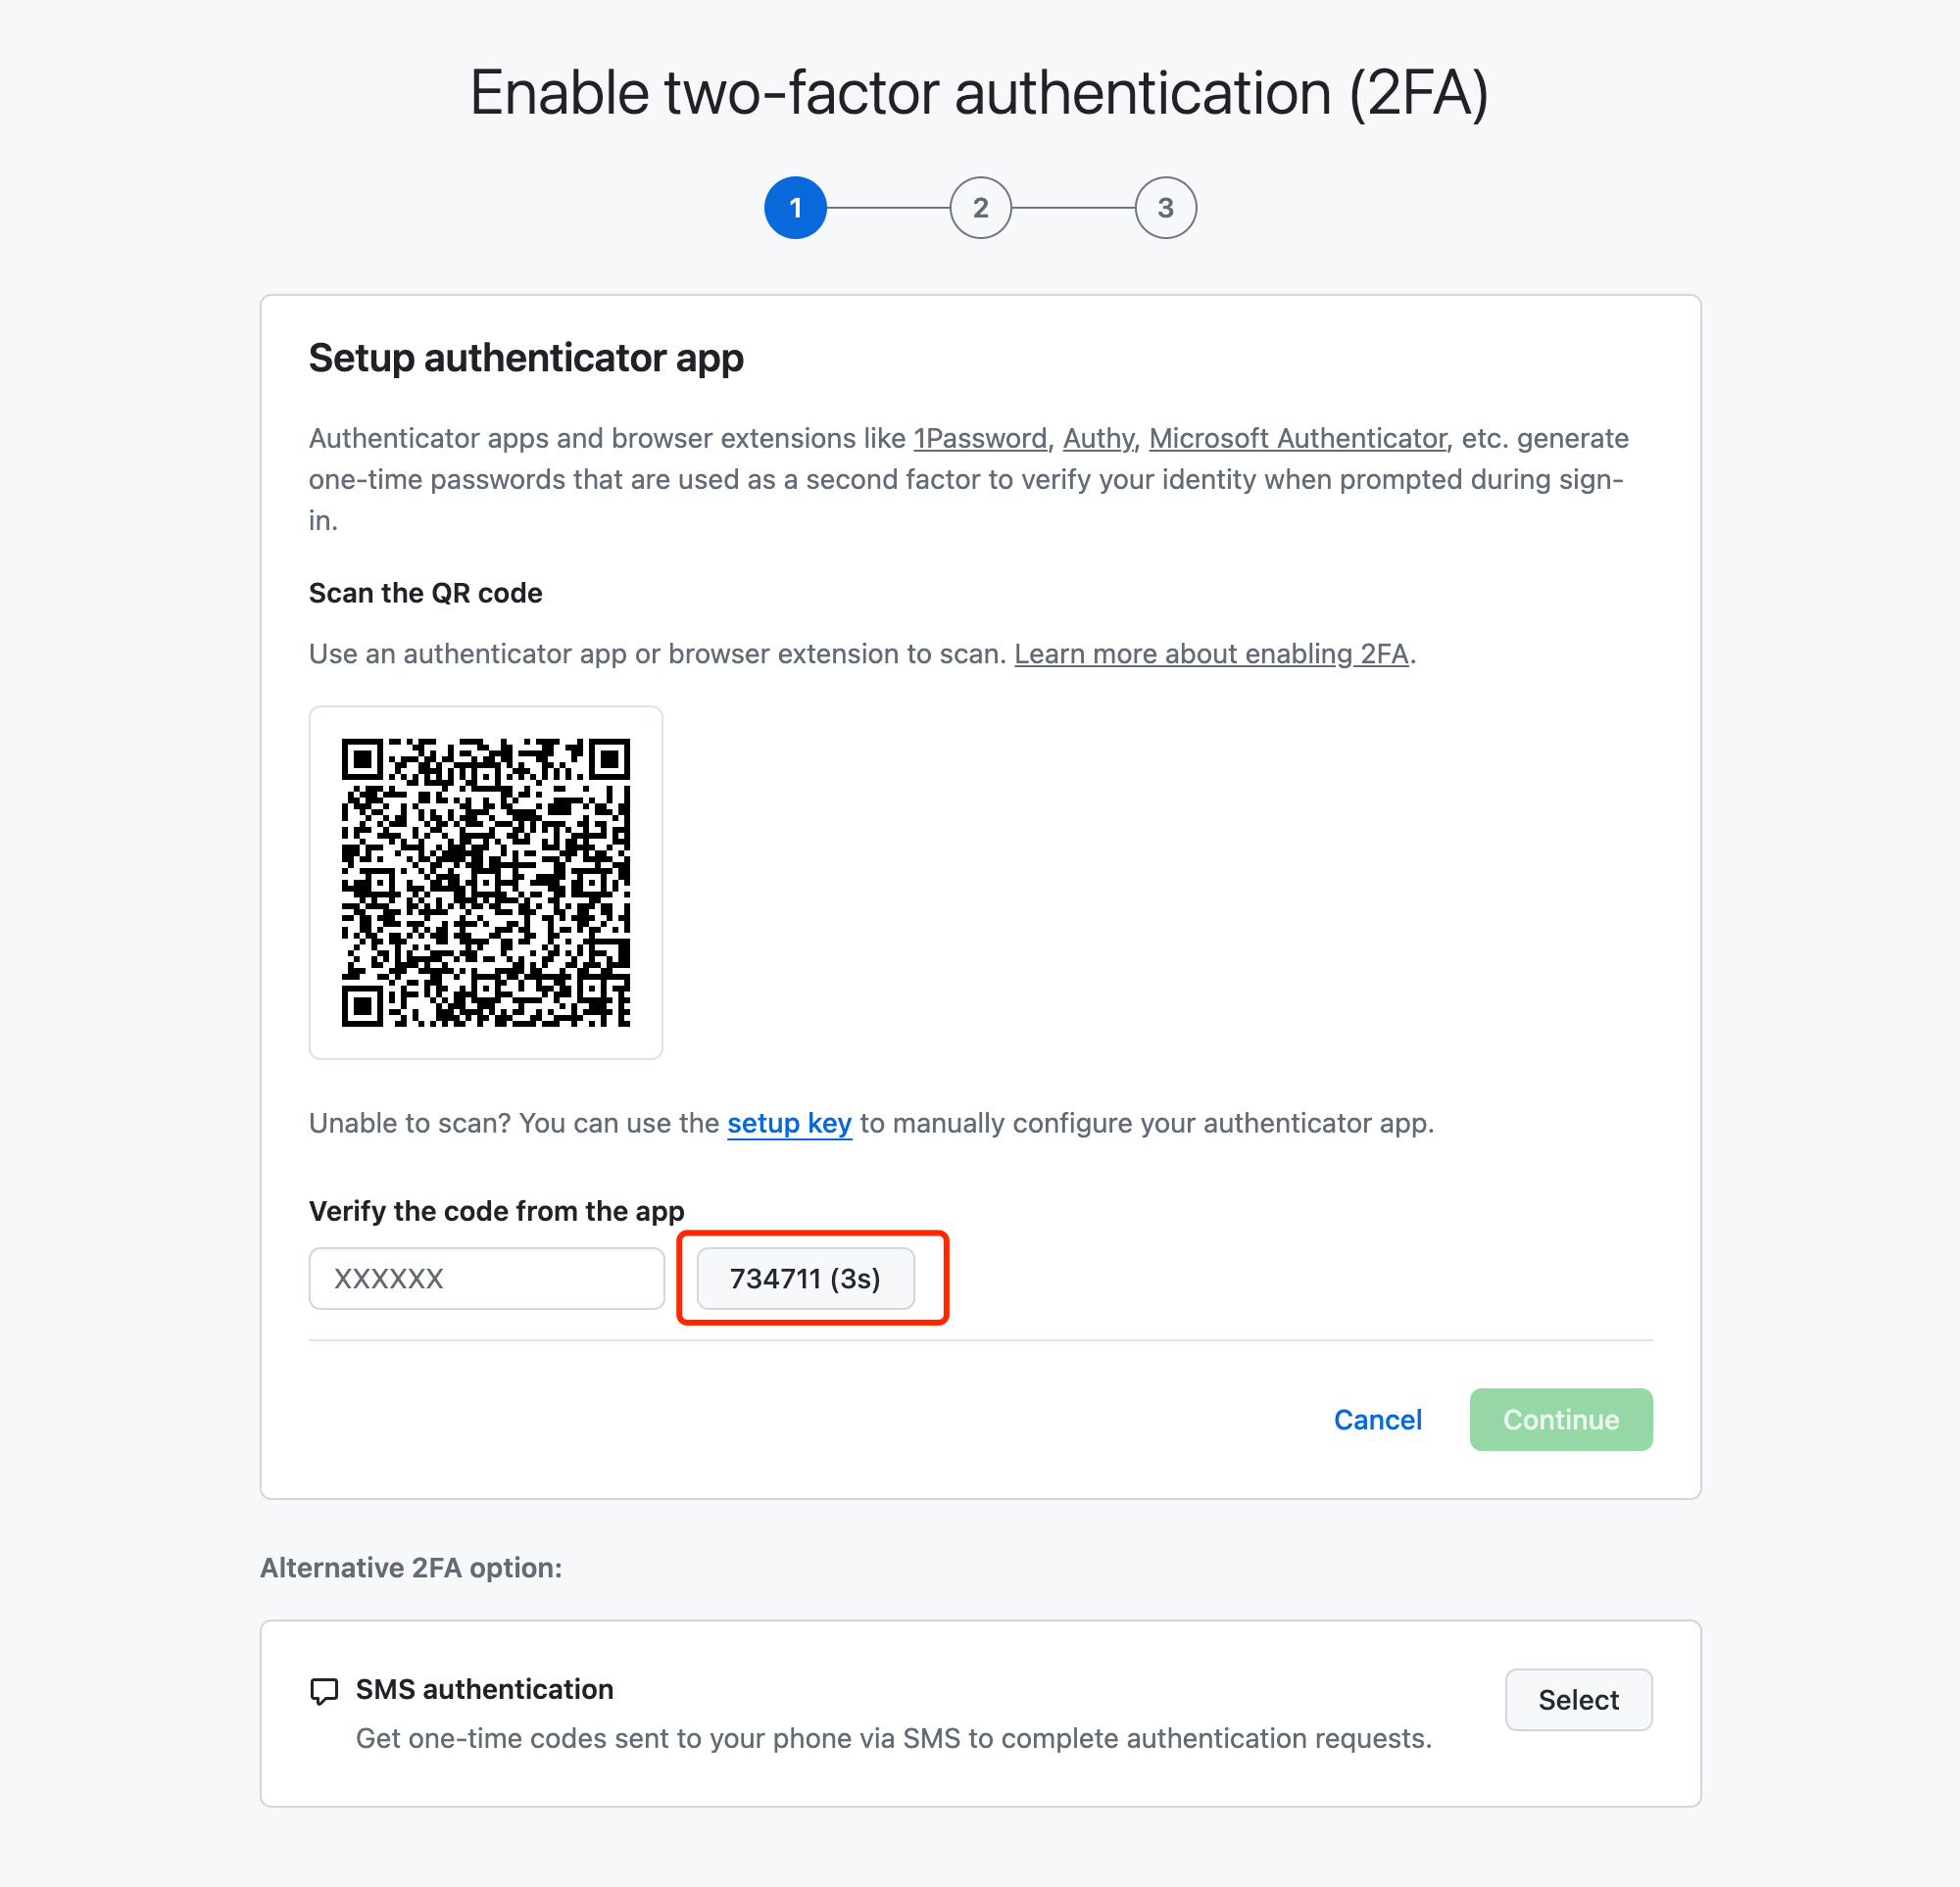 Enable two-factor authentication (2FA)
1
2
3
Setup authenticator app
Authenticator apps and browser extensions like 1Password, Authy, Microsoft Authenticator, etc. generate
one-time passwords that are used as a second factor to verify your identity when prompted during sign-
in.
Scan the QR code
Use an authenticator app or browser extension to scan. Learn more about enabling 2FA.
Unable to scan? You can use the setup key to manually configure your authenticator app.
Verify the code from the app
XXXXXX
734711 (3s)
Cancel
Continue
Alternative 2FA option:
SMS authentication
Select
Get one-time codes sent to your phone via SMS to complete authentication requests.